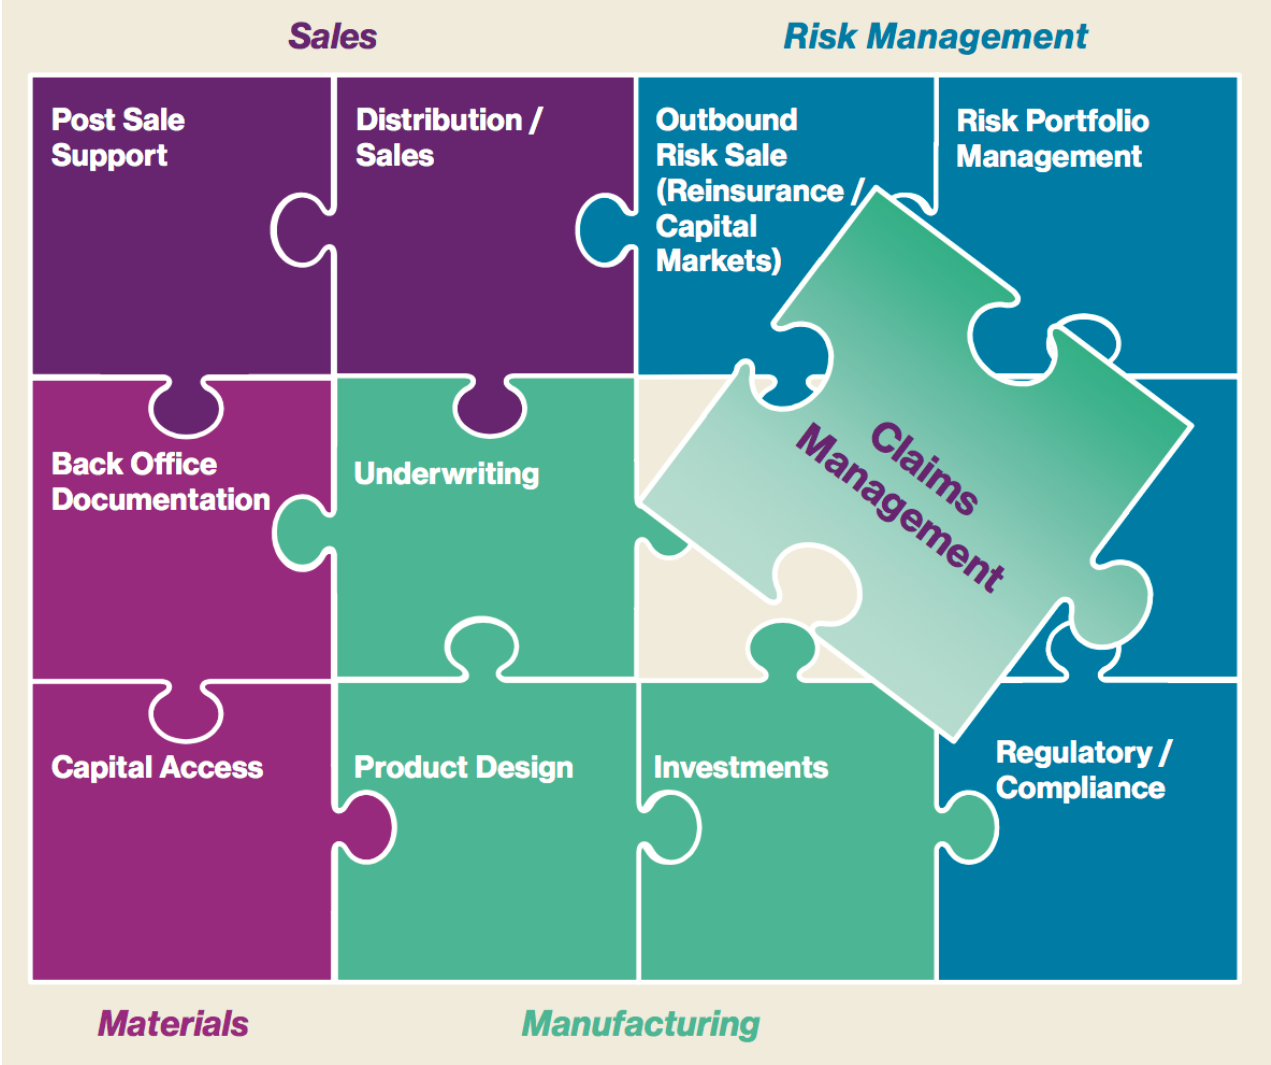 Sales
Risk Management
Post Sale
Support
Distribution /
Sales
Outbound
Risk Sale
(Reinsurance /
Capital
Markets)
Risk Portfolio
Management
Back Office
Documentation
Underwriting
Claims
Management
Capital Access
Product Design
Investments
Regulatory /
Compliance
Materials
Manufacturing